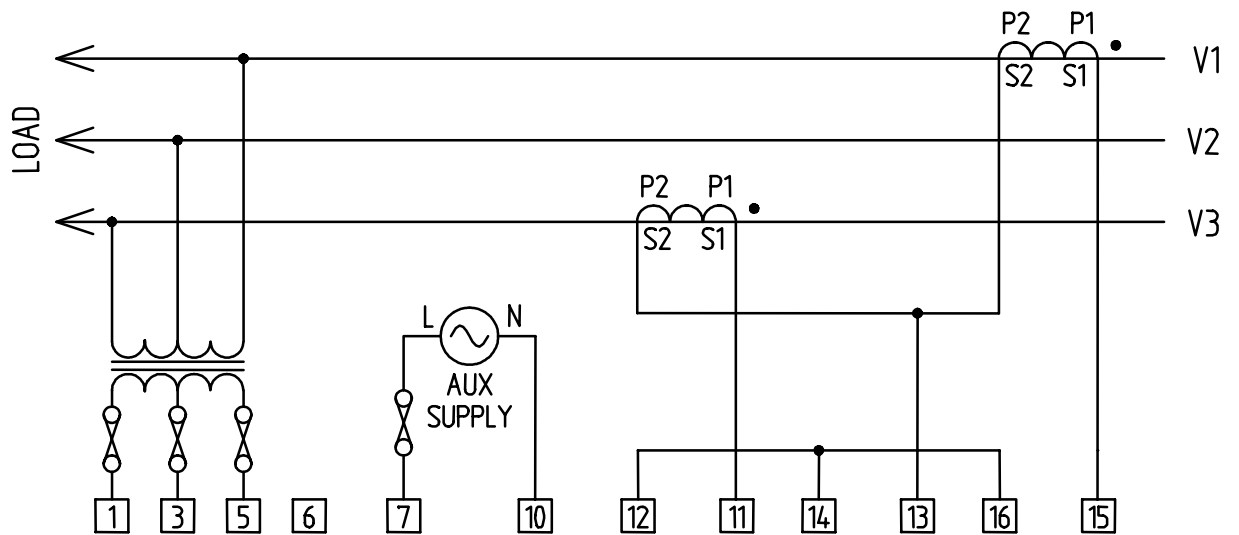 P2 P1
V1
S2 S1
LOAD
V2
P2 P1
V3
S2 S1
L N
AUX
SUPPLY
1 3 5 6 7 10 12 11 14 13 16 15